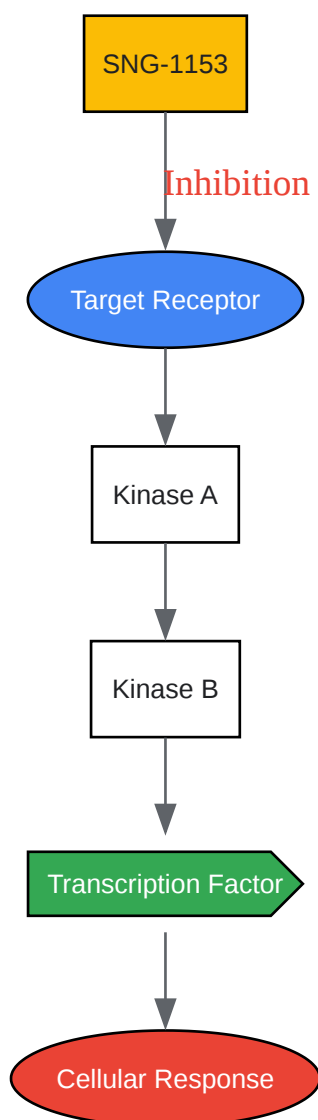 SNG-1153
Inhibition
Target Receptor
Kinase A
Kinase B
Transcription Factor
Cellular Response